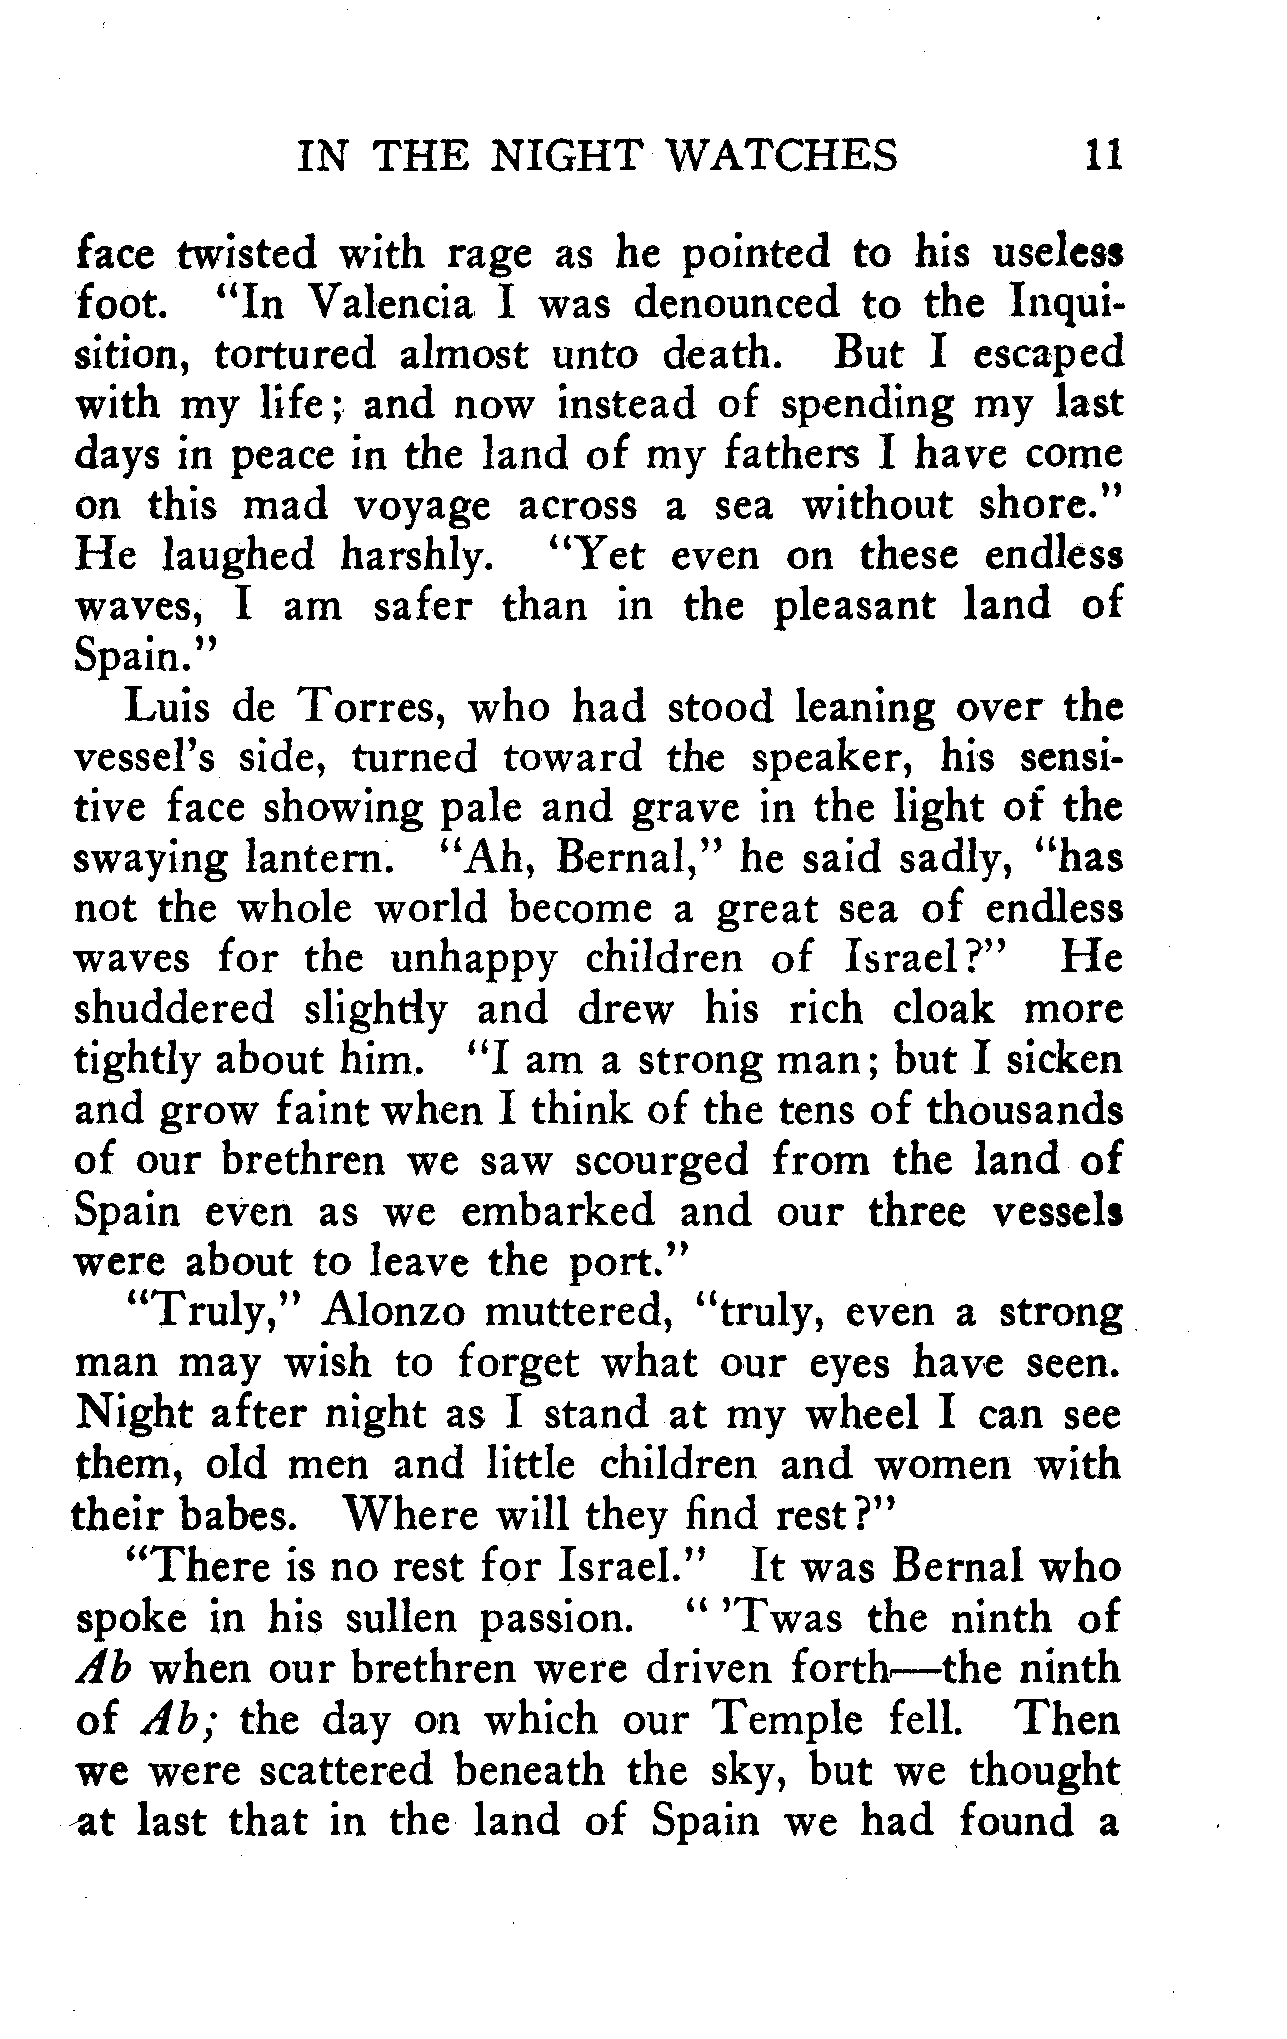 IN THE NIGHT WATCHES 11
face twisted with rage as he pointed to his useless
foot. "In Valencia I was denounced to the Inqui-
sition, tortured almost unto death. But I escaped
with my life; and now instead of spending my last
days in peace in the land of my fathers I have come
on this mad voyage across a sea without shore."
He laughed harshly. "Yet even on these endless
waves, I am safer than in the pleasant land of
Spain."
Luis de Torres, who had stood leaning over the
vessel's side, turned toward the speaker, his sensi-
tive face showing pale and grave in the light of the
swaying lantern. "Ah, Bernal," he said sadly, "has
not the whole world become a great sea of endless
waves for the unhappy children of Israel?" He
shuddered slightly and drew his rich cloak more
tightly about him. "I am a strong man; but I sicken
and grow faint when I think of the tens of thousands
of our brethren we saw scourged from the land of
Spain even as we embarked and our three vessels
were about to leave the port."
"Truly," Alonzo muttered, "truly, even a strong
man may wish to forget what our eyes have seen.
Night after night as I stand at my wheel I can see
them, old men and little children and women with
their babes. Where will they find rest?"
"There is no rest for Israel." It was Bernal who
spoke in his sullen passion. " 'Twas the ninth of
Ab when our brethren were driven forth—the ninth
of Ab; the day on which our Temple fell. Then
we were scattered beneath the sky, but we thought
at last that in the land of Spain we had found a